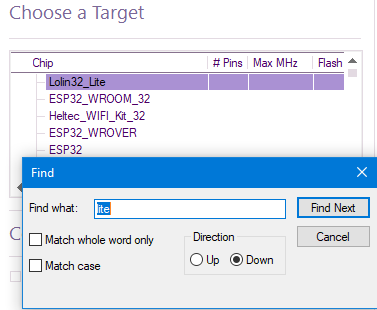 Choose a Target
Chip # Pins Max MHz Flash
Lolin32_Lite
ESP32_WROOM_32
Heltec_WIFI_Kit_32
ESP32_WROVER
ESP32
Find
Find what: lite Find Next
Match whole word only Direction Cancel
Match case Up Down